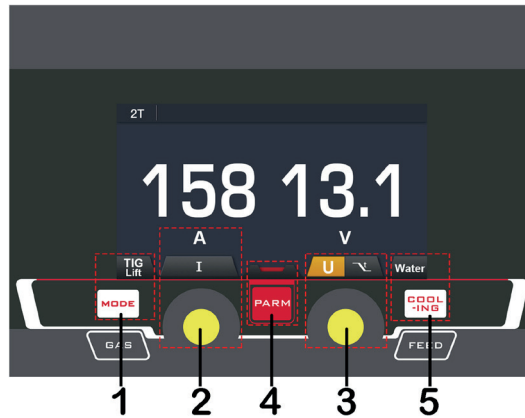 2T
158 13.1
A V
TIG
Lift
I
U
Water
MODE
PARM
COOL
-ING
GAS
FEED
1 2 4 3 5